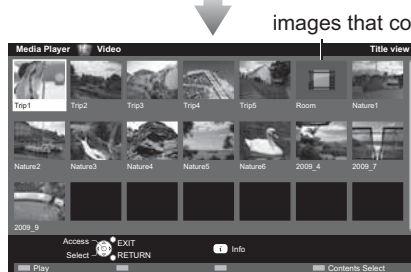 images that co
Media Player Video Title view
Trip1 Trip2 Trip3 Trip4 Trip5 Room Nature1
Nature2 Nature3 Nature4 Nature5 Nature6 2009_4 2009_7
2009_9
Access EXIT
i Info
Select RETURN
Play Contents Select